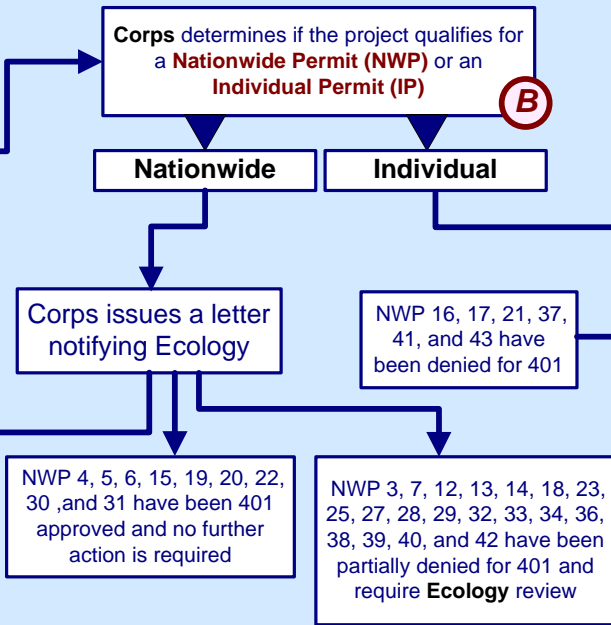 Corps determines if the project qualifies for
a Nationwide Permit (NWP) or an
Individual Permit (IP)
B
Nationwide
Individual
Corps issues a letter
notifying Ecology
NWP 16, 17, 21, 37,
41, and 43 have
been denied for 401
NWP 4, 5, 6, 15, 19, 20, 22,
30 ,and 31 have been 401
approved and no further
action is required
NWP 3, 7, 12, 13, 14, 18, 23,
25, 27, 28, 29, 32, 33, 34, 36,
38, 39, 40, and 42 have been
partially denied for 401 and
require Ecology review